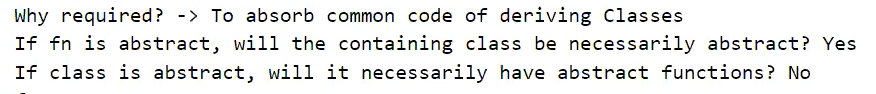 Why required? -> To absorb common code of deriving Classes
If fn is abstract, will the containing class be necessarily abstract? Yes
If class is abstract, will it necessarily have abstract functions? No